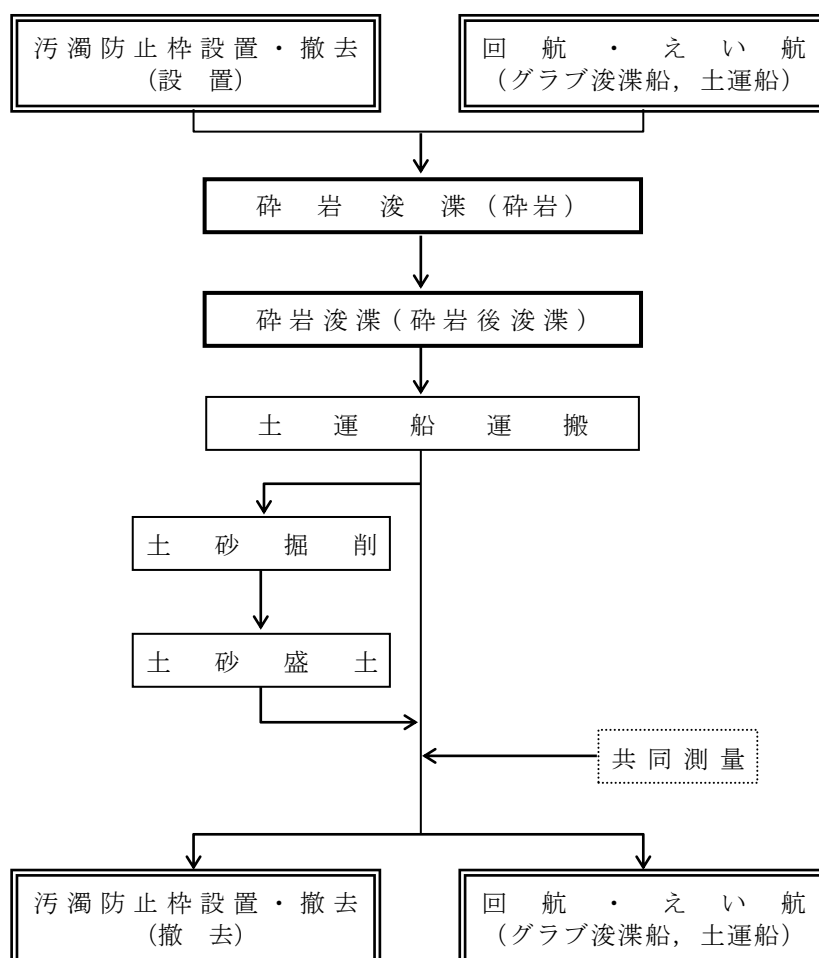 汚濁防止枠設置・撤去
(設 置)
回航・えい航
(グラブ浚渫船, 土運船)
砕岩浚渫(砕岩)
砕岩浚渫(砕岩後浚渫)
土運船運搬
土砂掘削
土砂盛土
共同測量
汚濁防止枠設置・撤去
(撤 去)
回航・えい航
(グラブ浚渫船, 土運船)